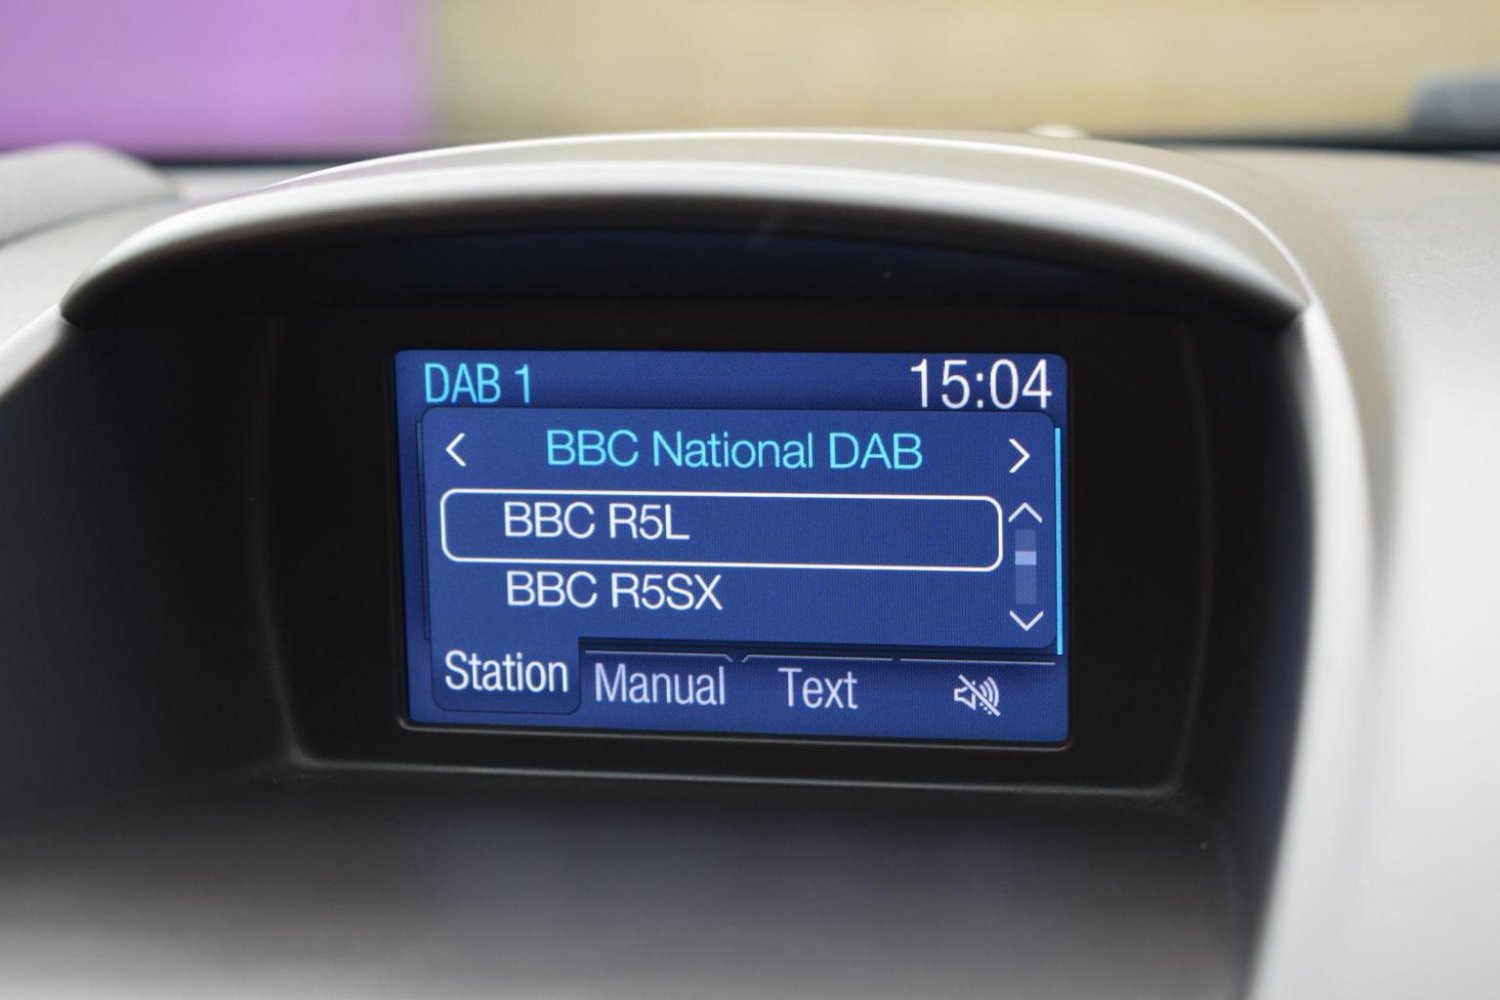 DAB 1 15:04
BBC National DAB
BBC R5L
BBC R5SX
Station Manual Text